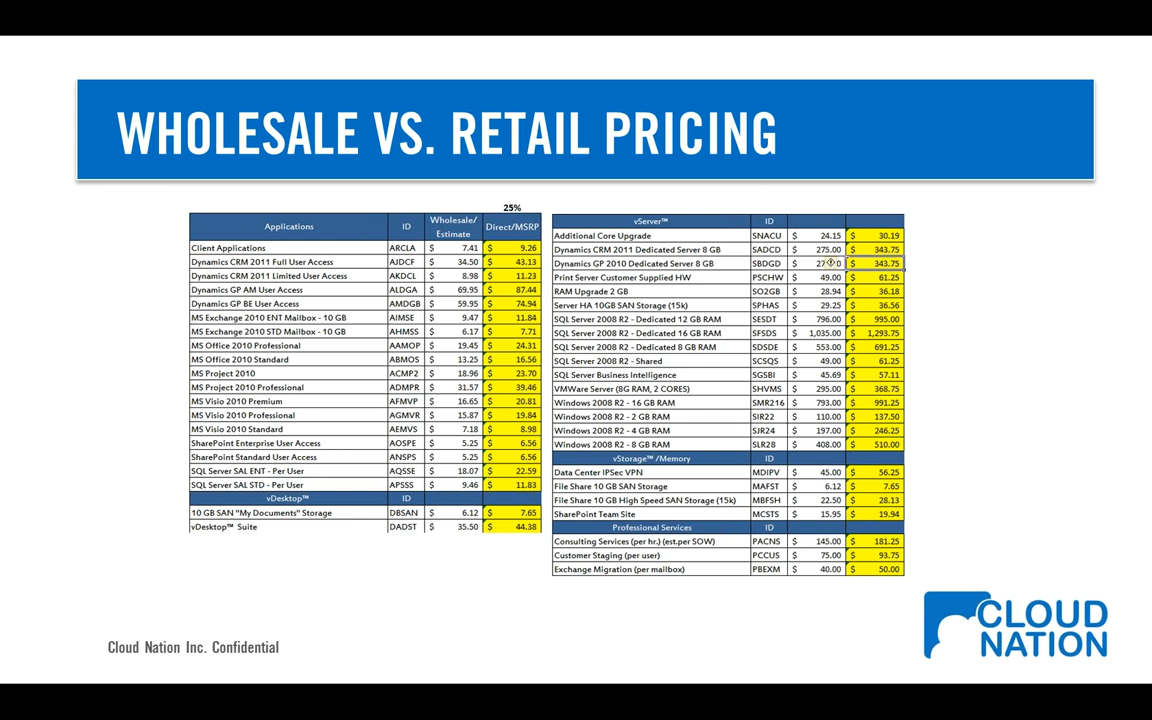 WHOLESALE VS. RETAIL PRICING
25%
Applications ID Wholesale/ Estimate Direct/MSRP
Client Applications ARCLA $ 7.41 $ 9.26
Dynamics CRM 2011 Full User Access AJDCF $ 34.50 $ 43.13
Dynamics CRM 2011 Limited User Access AKDCL $ 8.98 $ 11.23
Dynamics GP AM User Access ALDGA $ 69.95 $ 87.44
Dynamics GP BE User Access AMDGB $ 59.95 $ 74.94
MS Exchange 2010 ENT Mailbox - 10 GB AIMSE $ 9.47 $ 11.84
MS Exchange 2010 STD Mailbox - 10 GB AHMSS $ 6.17 $ 7.71
MS Office 2010 Professional AAMOP $ 19.45 $ 24.31
MS Office 2010 Standard ABMOS $ 13.25 $ 16.56
MS Project 2010 ACMP2 $ 18.96 $ 23.70
MS Project 2010 Professional ADMPR $ 31.57 $ 39.46
MS Visio 2010 Premium AFMVP $ 16.65 $ 20.81
MS Visio 2010 Professional AGMVR $ 15.87 $ 19.84
MS Visio 2010 Standard AEMVS $ 7.18 $ 8.98
SharePoint Enterprise User Access AOSPE $ 5.25 $ 6.56
SharePoint Standard User Access ANSPS $ 5.25 $ 6.56
SQL Server SAL ENT - Per User AQSSE $ 18.07 $ 22.59
SQL Server SAL STD - Per User APSSS $ 9.46 $ 11.83
vDesktop™ ID
10 GB SAN "My Documents" Storage DBSAN $ 6.12 $ 7.65
vDesktop™ Suite DADST $ 35.50 $ 44.38
vServer™ ID
Additional Core Upgrade SNACU $ 24.15 $ 30.19
Dynamics CRM 2011 Dedicated Server 8 GB SADCD $ 275.00 $ 343.75
Dynamics GP 2010 Dedicated Server 8 GB SBDGD $ $ 343.75
Print Server Customer Supplied HW PSCHW $ 49.00 $ 61.25
RAM Upgrade 2 GB SO2GB $ 28.94 $ 36.18
Server HA 10GB SAN Storage (15k) SPHAS $ 29.25 $ 36.56
SQL Server 2008 R2 - Dedicated 12 GB RAM SESDT $ 796.00 $ 995.00
SQL Server 2008 R2 - Dedicated 16 GB RAM SFSDS $ 1,035.00 $ 1,293.75
SQL Server 2008 R2 - Dedicated 8 GB RAM SDSDE $ 553.00 $ 691.25
SQL Server 2008 R2 - Shared SCSQS $ 49.00 $ 61.25
SQL Server Business Intelligence SGSBI $ 45.69 $ 57.11
VMWare Server (8G RAM, 2 CORES) SHVMS $ 295.00 $ 368.75
Windows 2008 R2 - 16 GB RAM SMR216 $ 793.00 $ 991.25
Windows 2008 R2 - 2 GB RAM SIR22 $ 110.00 $ 137.50
Windows 2008 R2 - 4 GB RAM SJR24 $ 197.00 $ 246.25
Windows 2008 R2 - 8 GB RAM SLR28 $ 408.00 $ 510.00
vStorage™/Memory ID
Data Center IPSec VPN MDIPV $ 45.00 $ 56.25
File Share 10 GB SAN Storage MAFST $ 6.12 $ 7.65
File Share 10 GB High Speed SAN Storage (15k) MBFSH $ 22.50 $ 28.13
SharePoint Team Site MCSTS $ 15.95 $ 19.94
Professional Services ID
Consulting Services (per hr.) (est.per SOW) PACNS $ 145.00 $ 181.25
Customer Staging (per user) PCCUS $ 75.00 $ 93.75
Exchange Migration (per mailbox) PBEXM $ 40.00 $ 50.00
Cloud Nation Inc. Confidential
CLOUD
NATION